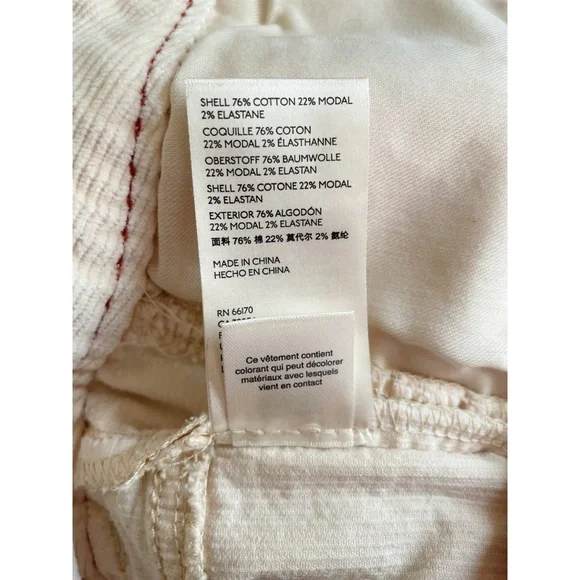 SHELL 76% COTTON 22% MODAL
2% ELASTANE
COQUILLE 76% COTON
22% MODAL 2% ÉLASTHANNE
OBERSTOFF 76% BAUMWOLLE
22% MODAL 2% ELASTAN
SHELL 76% COTONE 22% MODAL
2% ELASTAN
EXTERIOR 76% ALGODÓN
22% MODAL 2% ELASTANE
面料 76% 棉 22% 莫代尔 2% 氨纶
MADE IN CHINA
HECHO EN CHINA
RN 66170
Ce vêtement contient
colorant qui peut décolorer
matériaux avec lesquels
vient en contact